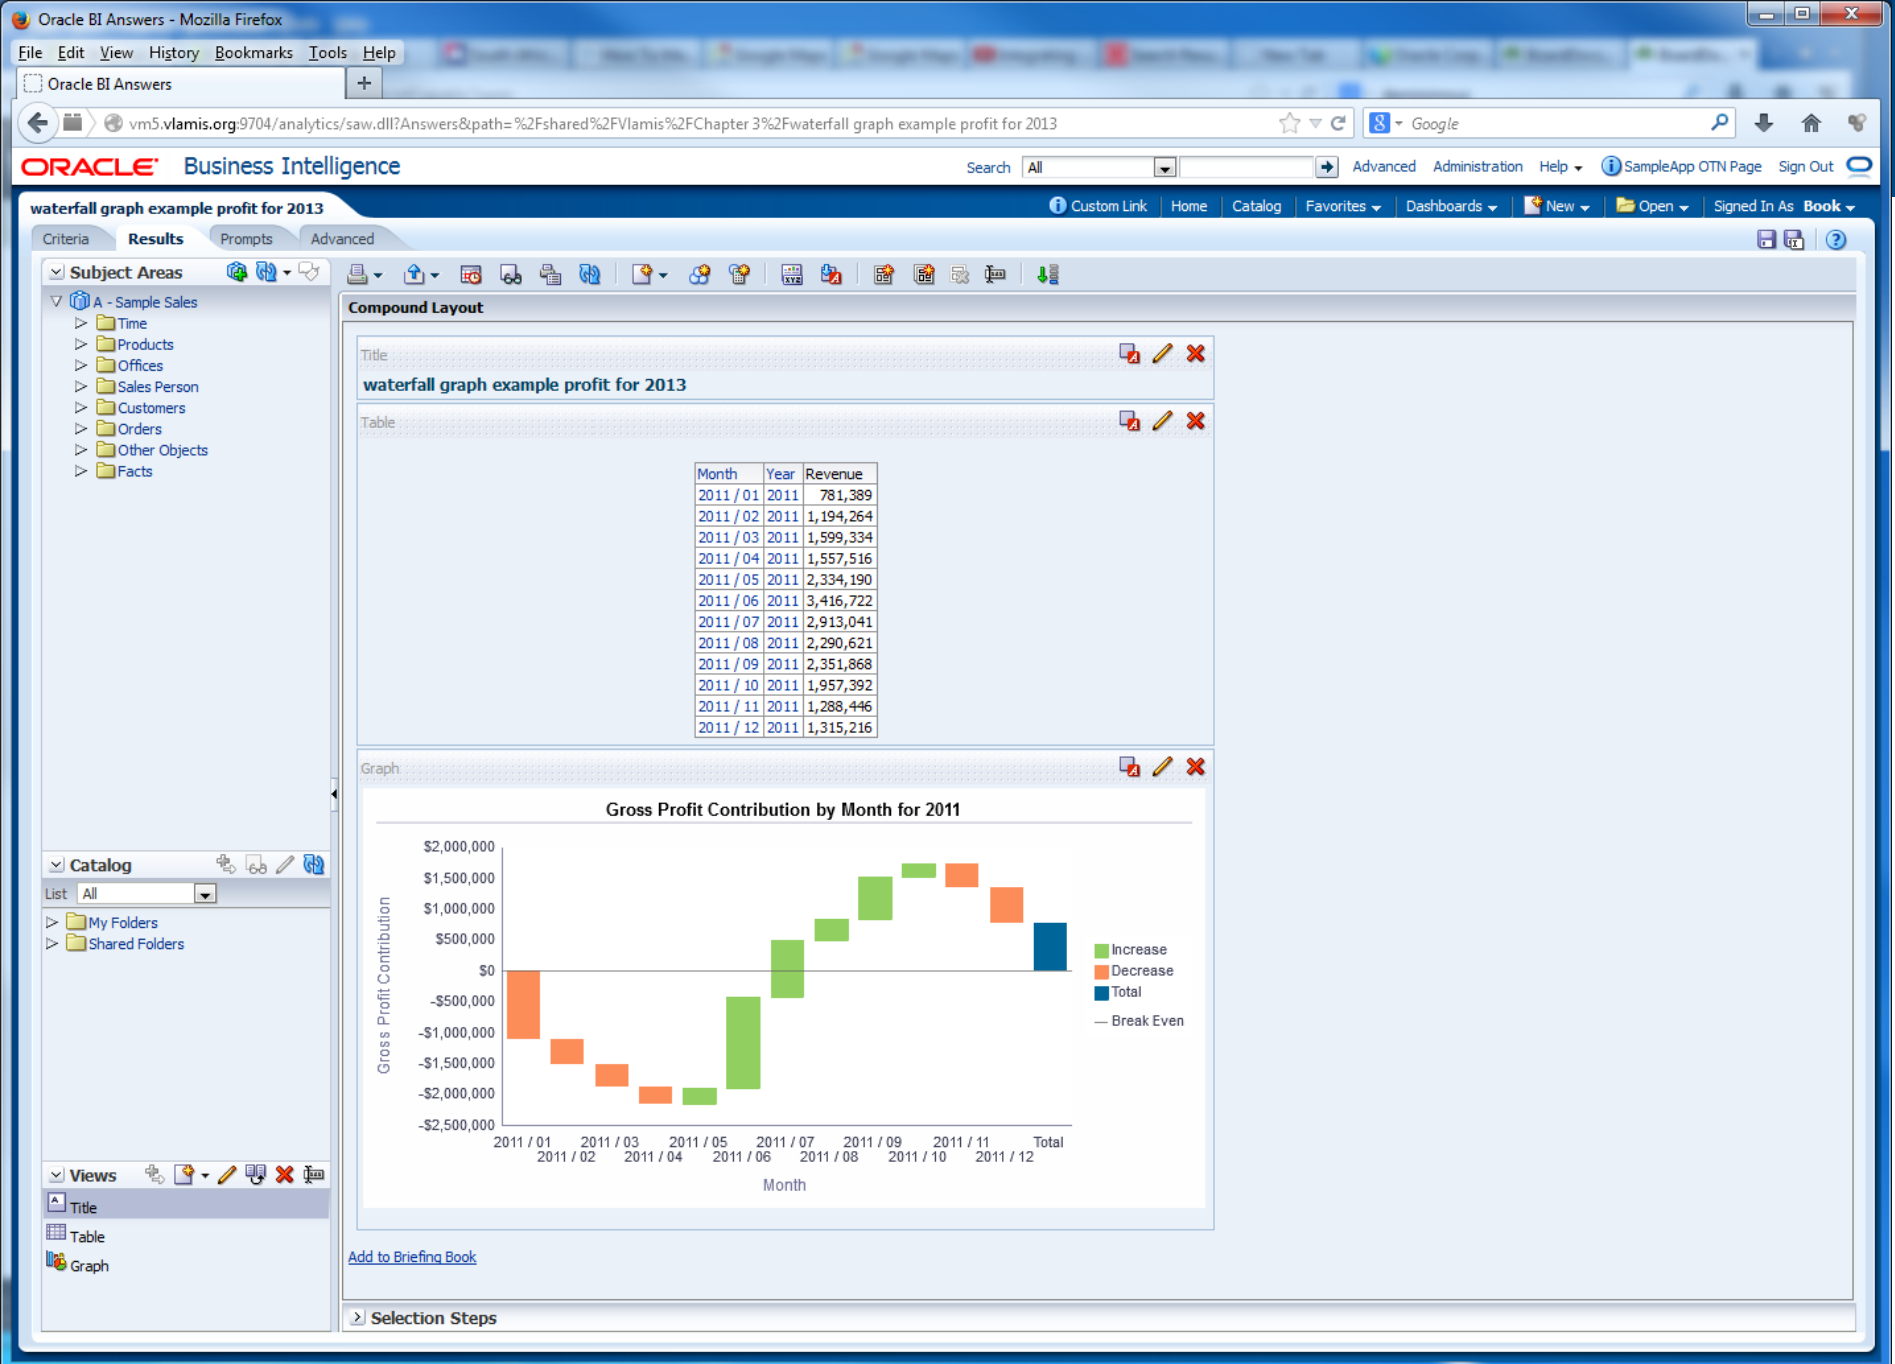 Oracle BI Answers - Mozilla Firefox
File Edit View History Bookmarks Tools Help
Oracle BI Answers
vm5.vlamis.org:9704/analytics/saw.dll?Answers&path=%2Fshared%2FVlamis%2FChapter 3%2Fwaterfall graph example profit for 2013
Google
ORACLE Business Intelligence
Search All Advanced Administration Help SampleApp OTN Page Sign Out
waterfall graph example profit for 2013
Custom Link Home Catalog Favorites Dashboards New Open Signed In As Book
Criteria Results Prompts Advanced
Subject Areas
A - Sample Sales
Time
Products
Offices
Sales Person
Customers
Orders
Other Objects
Facts
Catalog
List All
My Folders
Shared Folders
Views
Title
Table
Graph
Compound Layout
Title
waterfall graph example profit for 2013
Table
Month Year Revenue
2011 / 01 2011 781,389
2011 / 02 2011 1,194,264
2011 / 03 2011 1,599,334
2011 / 04 2011 1,557,516
2011 / 05 2011 2,334,190
2011 / 06 2011 3,416,722
2011 / 07 2011 2,913,041
2011 / 08 2011 2,290,621
2011 / 09 2011 2,351,868
2011 / 10 2011 1,957,392
2011 / 11 2011 1,288,446
2011 / 12 2011 1,315,216
Graph
Gross Profit Contribution by Month for 2011
Gross Profit Contribution
$2,000,000
$1,500,000
$1,000,000
$500,000
$0
-$500,000
-$1,000,000
-$1,500,000
-$2,000,000
-$2,500,000
2011 / 01 2011 / 03 2011 / 05 2011 / 07 2011 / 09 2011 / 11 Total
2011 / 02 2011 / 04 2011 / 06 2011 / 08 2011 / 10 2011 / 12
Month
Increase
Decrease
Total
Break Even
Add to Briefing Book
Selection Steps